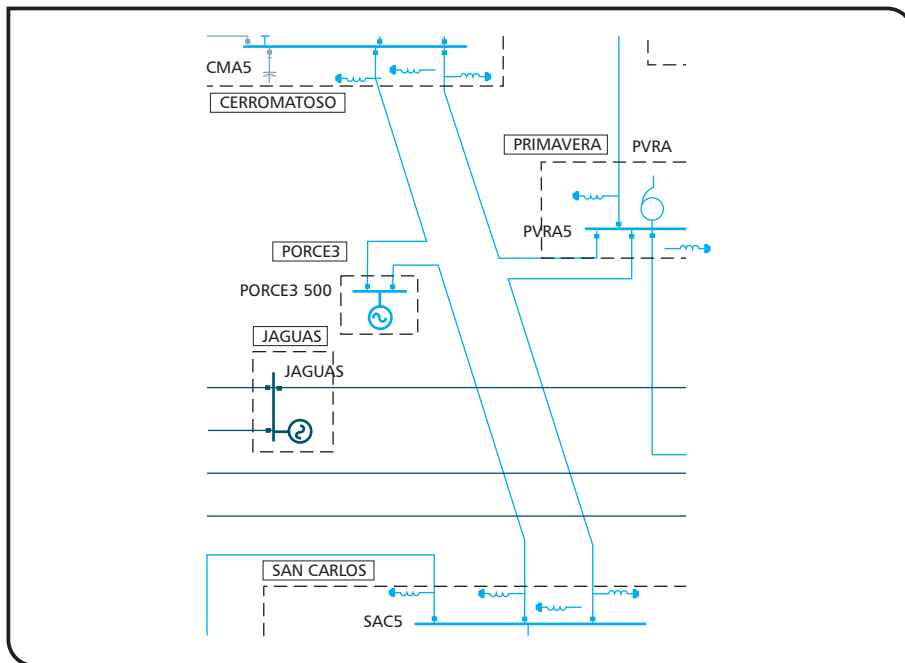 CMA5
CERROMATOSO
PRIMAVERA
PVRA
PVRA5
PORCE3
PORCE3 500
JAGUAS
JAGUAS
SAN CARLOS
SAC5